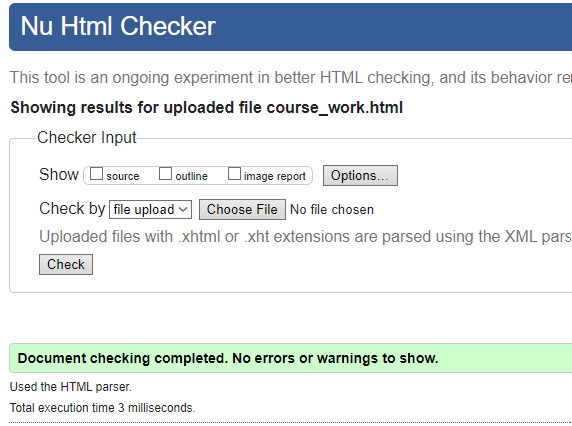 Nu Html Checker
This tool is an ongoing experiment in better HTML checking, and its behavior
Showing results for uploaded file course_work.html
Checker Input
Show source outline image report Options...
Check by file upload Choose File No file chosen
Uploaded files with .xhtml or .xht extensions are parsed using the XML
Check
Document checking completed. No errors or warnings to show.
Used the HTML parser.
Total execution time 3 milliseconds.